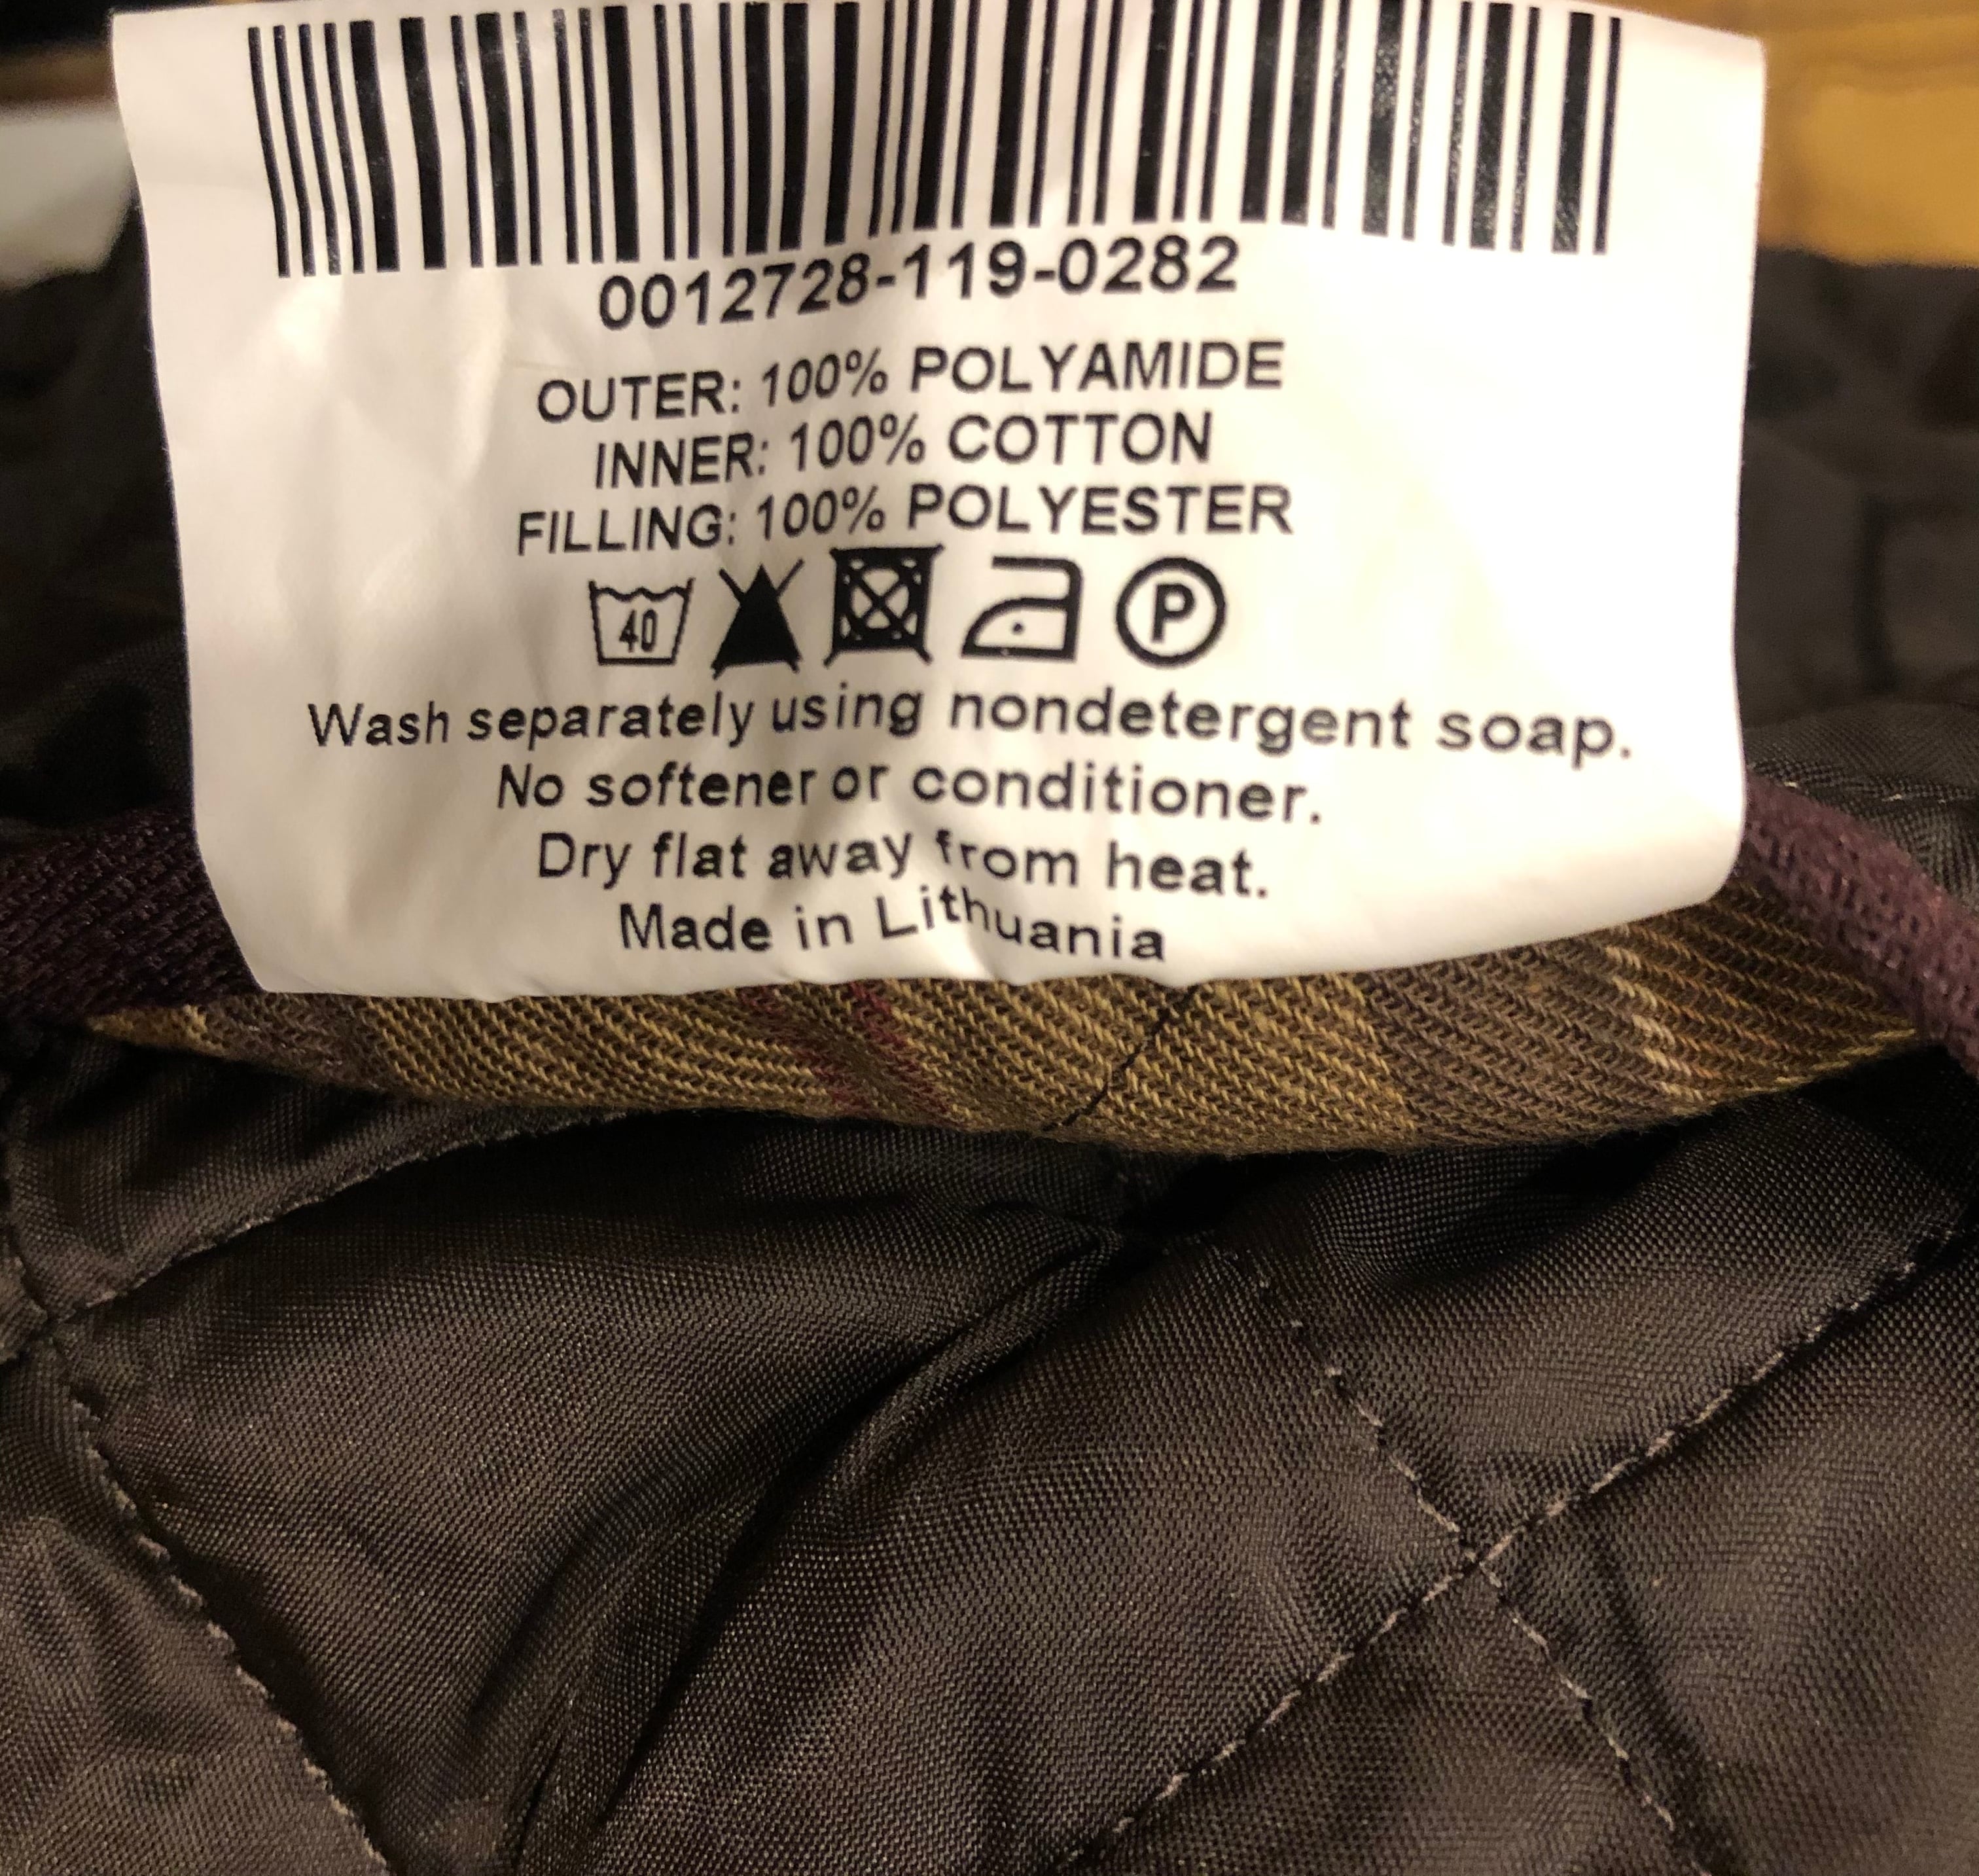 0012728-119-0282
OUTER: 100% POLYAMIDE
INNER: 100% COTTON
FILLING: 100% POLYESTER
40 P
Wash separately using nondetergent soap.
No softener or conditioner.
Dry flat away from heat.
Made in Lithuania